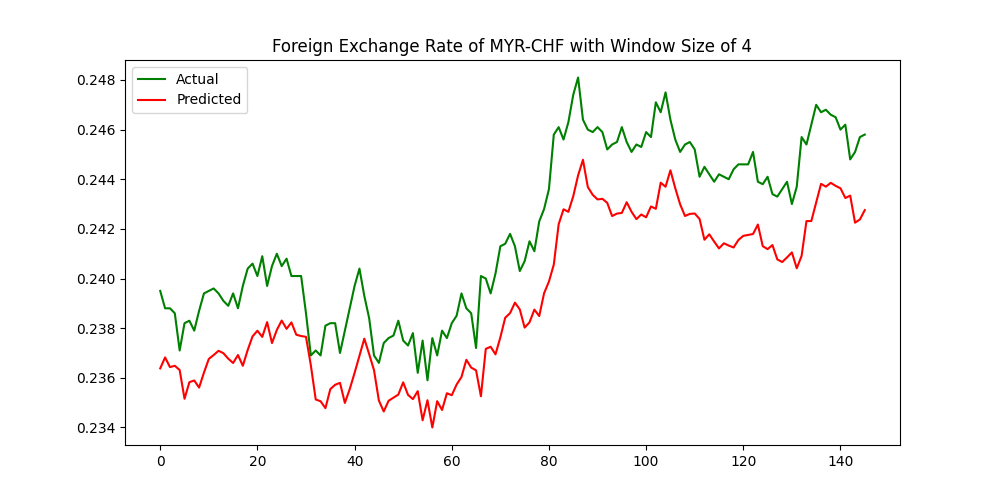 Foreign Exchange Rate of MYR-CHF with Window Size of 4
Actual
Predicted
0.248
0.246
0.244
0.242
0.240
0.238
0.236
0.234
0 20 40 60 80 100 120 140